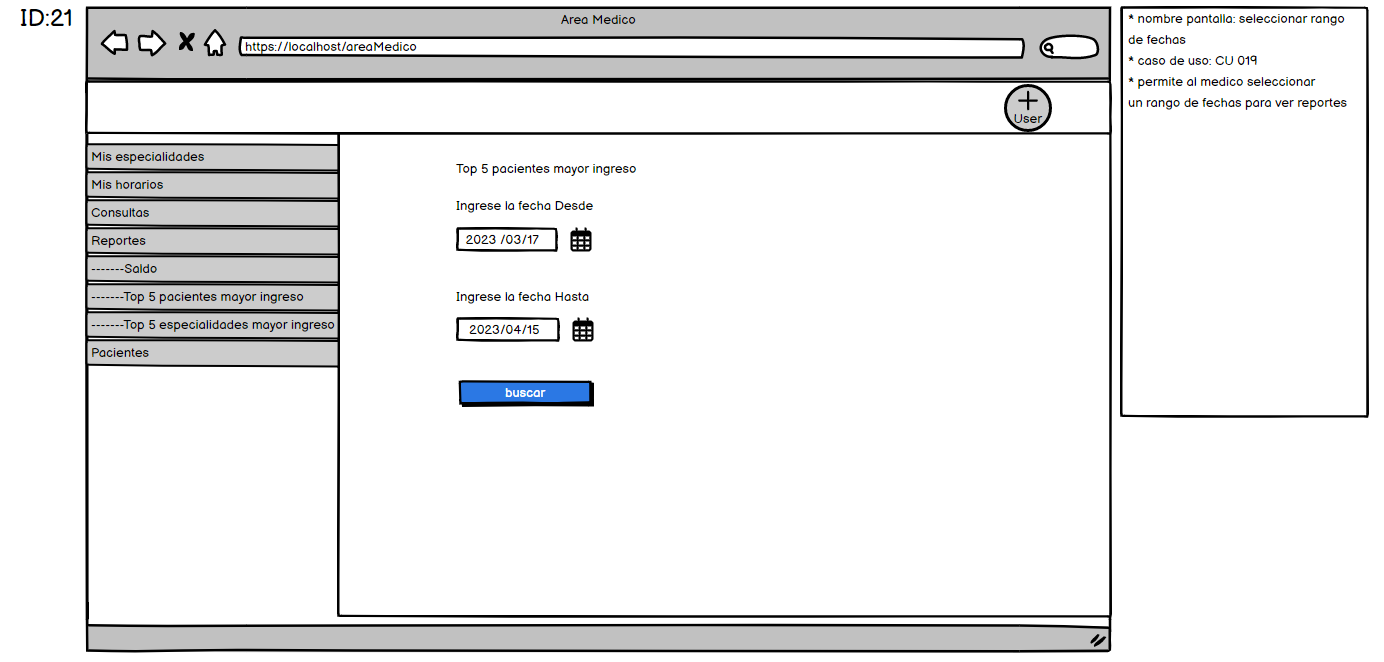 ID:21
Area Medico
https://localhost/areaMedico
User
Mis especialidades
Mis horarios
Consultas
Reportes
-------Saldo
-------Top 5 pacientes mayor ingreso
-------Top 5 especialidades mayor ingreso
Pacientes
Top 5 pacientes mayor ingreso
Ingrese la fecha Desde
2023 /03/17
Ingrese la fecha Hasta
2023/04/15
buscar
* nombre pantalla: seleccionar rango
de fechas
* caso de uso: CU 019
* permite al medico seleccionar
un rango de fechas para ver reportes